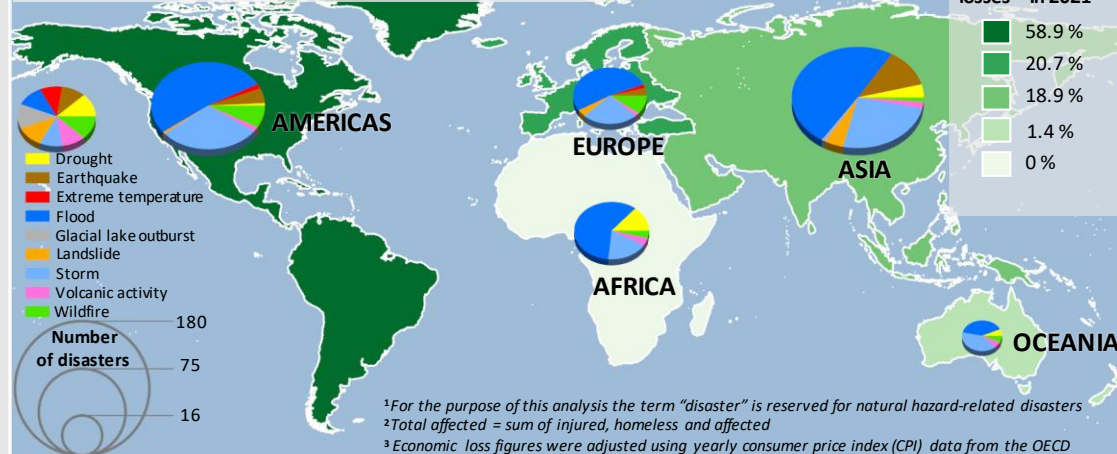 losses in 2021
58.9 %
20.7 %
18.9 %
1.4 %
0 %
AMERICAS
EUROPE
ASIA
AFRICA
OCEANIA
Drought
Earthquake
Extreme temperature
Flood
Glacial lake outburst
Landslide
Storm
Volcanic activity
Wildfire
Number
of disasters
180
75
16
¹For the purpose of this analysis the term “disaster” is reserved for natural hazard-related disasters
²Total affected = sum of injured, homeless and affected
³ Economic loss figures were adjusted using yearly consumer price index (CPI) data from the OECD